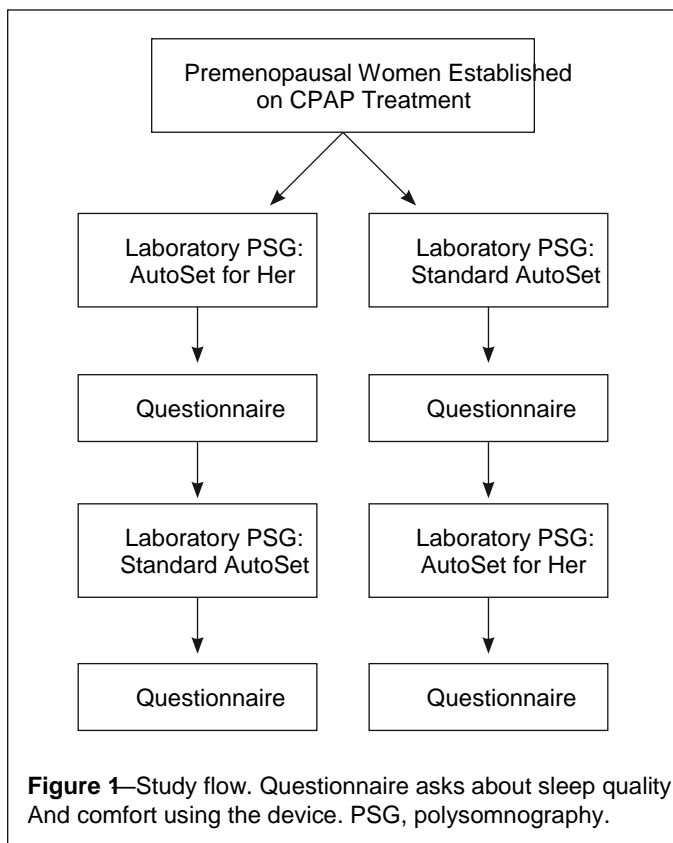 Premenopausal Women Established
on CPAP Treatment
Laboratory PSG:
AutoSet for Her
Laboratory PSG:
Standard AutoSet
Questionnaire
Questionnaire
Laboratory PSG:
Standard AutoSet
Laboratory PSG:
AutoSet for Her
Questionnaire
Questionnaire
Figure 1—Study flow. Questionnaire asks about sleep quality
And comfort using the device. PSG, polysomnography.